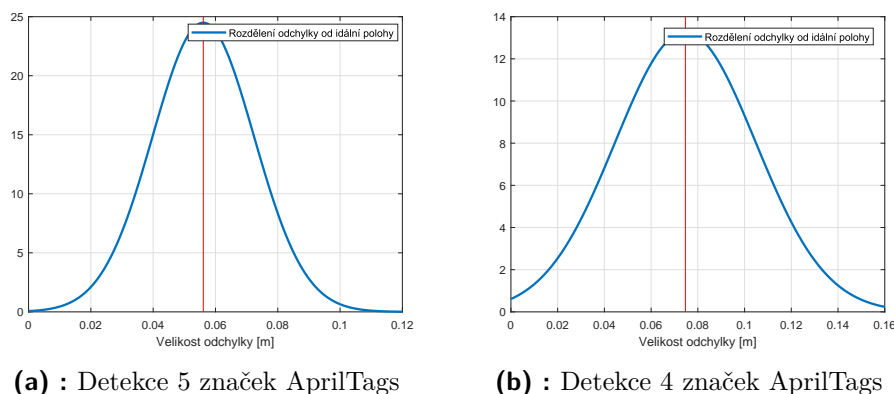 25
20
15
10
5
0
0 0.02 0.04 0.06 0.08 0.1 0.12
Rozdělení odchylky od idální polohy
Velikost odchylky [m]
(a) : Detekce 5 značek AprilTags
14
12
10
8
6
4
2
0
0 0.02 0.04 0.06 0.08 0.1 0.12 0.14 0.16
Rozdělení odchylky od idální polohy
Velikost odchylky [m]
(b) : Detekce 4 značek AprilTags